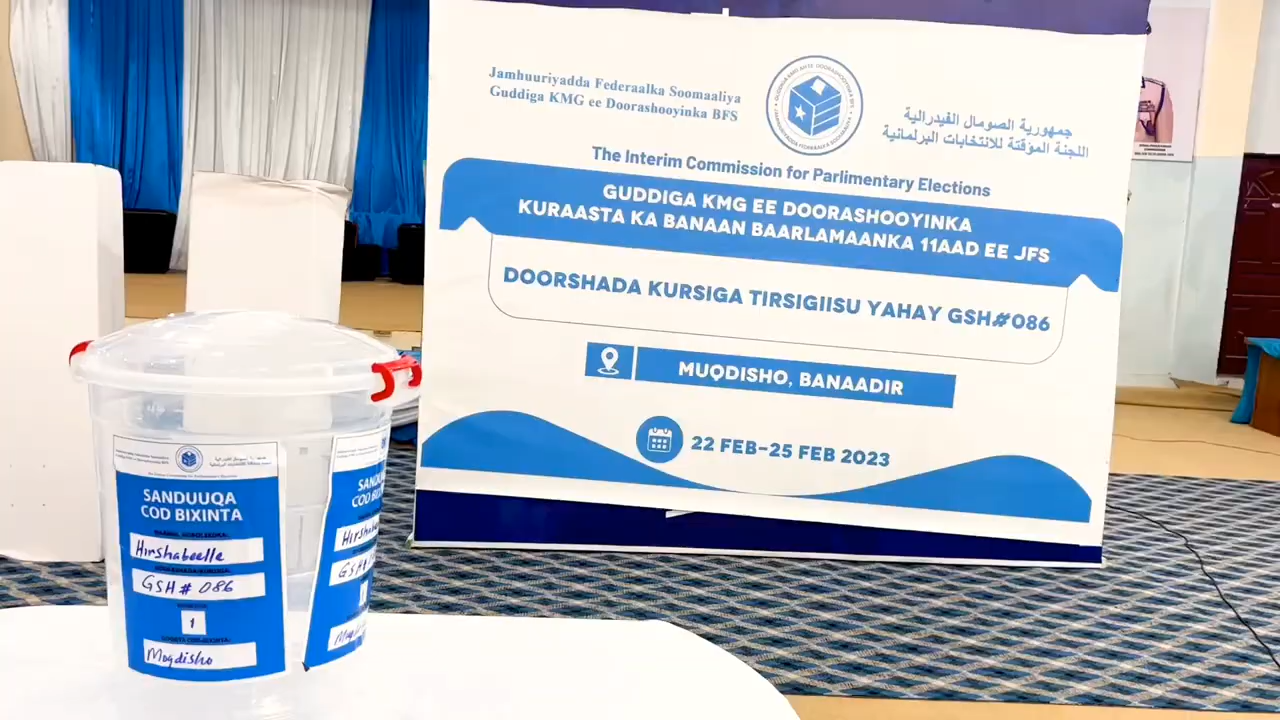 Jamhuuriyadda Federaalka Soomaaliya
Guddiga KMG ee Doorashooyinka BFS
جمهورية الصومال الفيدرالية
اللجنة المؤقتة للانتخابات البرلمانية
The Interim Commission for Parlimentary Elections
GUDDIGA KMG EE DOORASHOOYINKA
KURAASTA KA BANAAN BAARLAMAANKA 11AAD EE JFS
DOORSHADA KURSIGA TIRSIGIISU YAHAY GSH#086
MUQDISHO, BANAADIR
22 FEB-25 FEB 2023
SANDUUQA
COD BIXINTA
Hirshabeelle
GSH# 086
1
Moqdisho